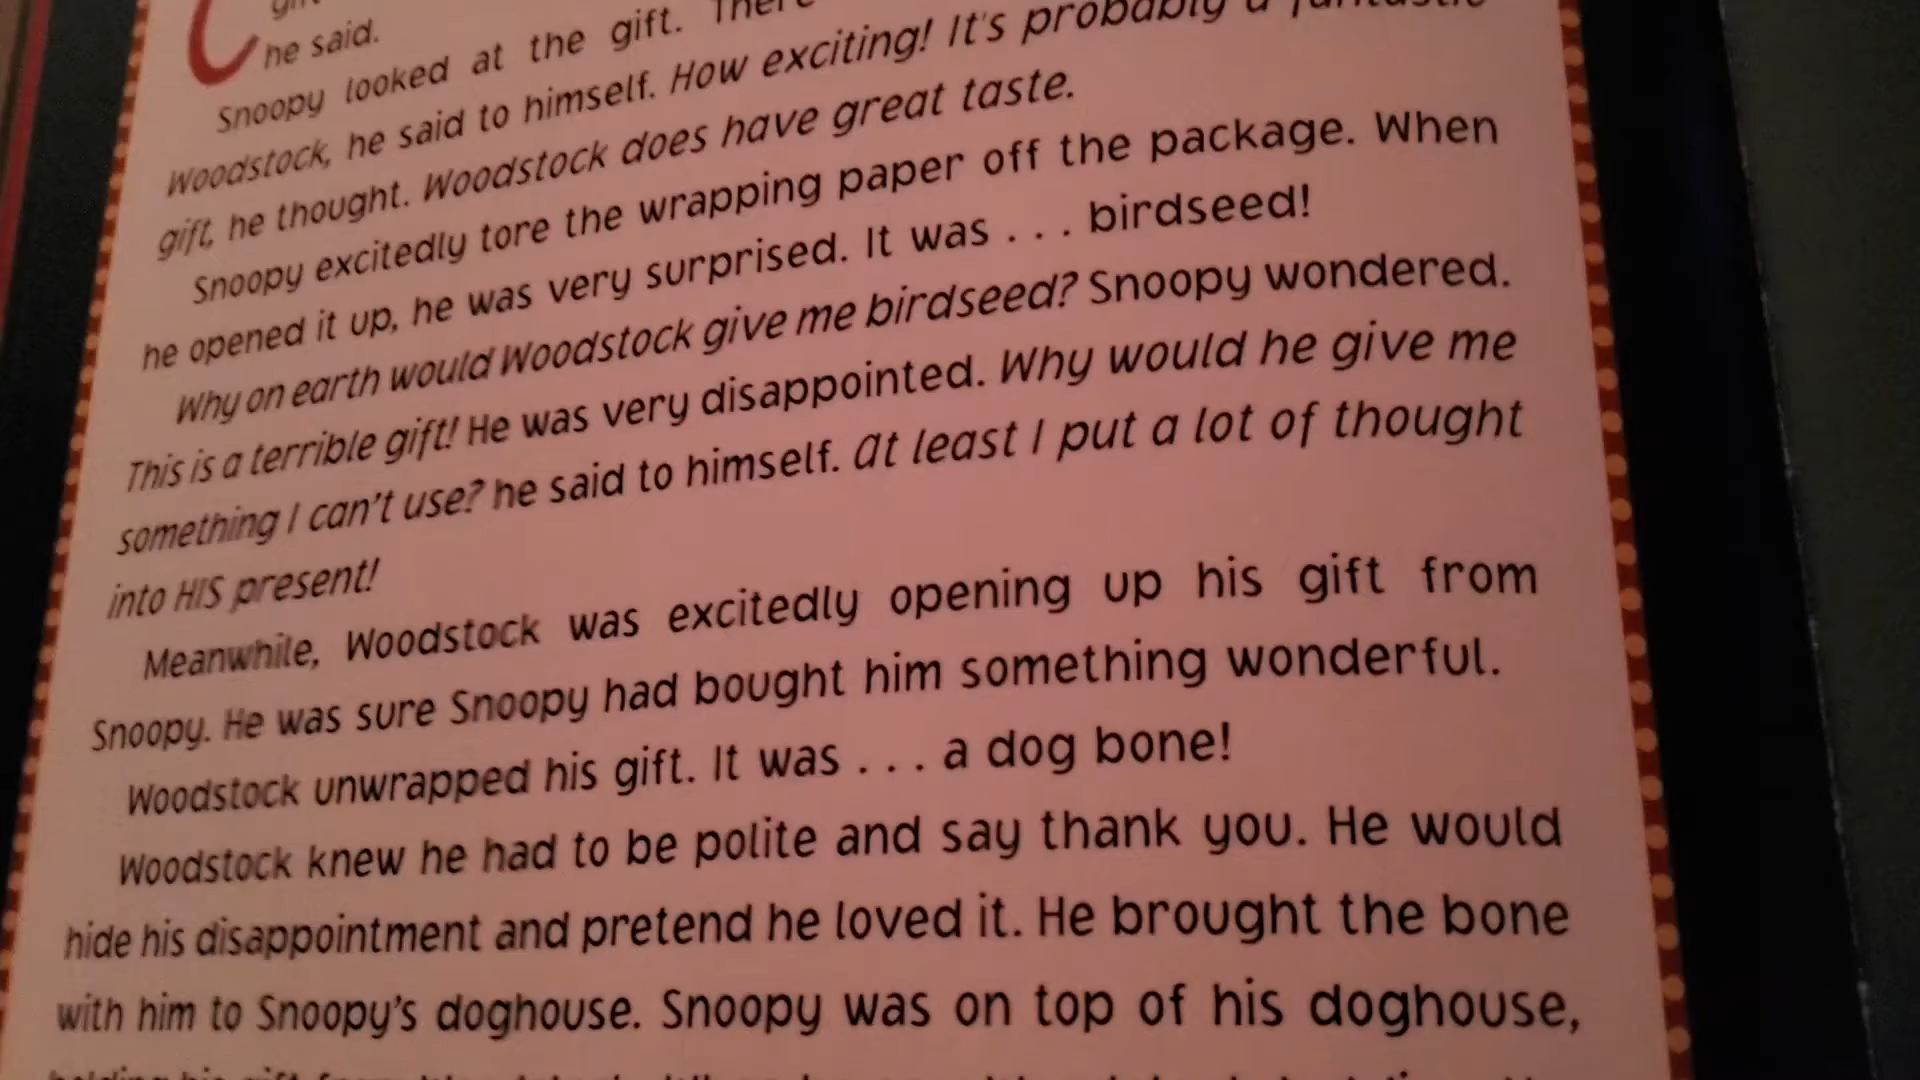 he said.
Snoopy looked at the gift.
Woodstock, he said to himself. How exciting! It's probably a
gift, he thought. Woodstock does have great taste.
Snoopy excitedly tore the wrapping paper off the package. When
he opened it up, he was very surprised. It was . . . birdseed!
Why on earth would Woodstock give me birdseed? Snoopy wondered.
This is a terrible gift! He was very disappointed. Why would he give me
something I can't use? he said to himself. At least I put a lot of thought
into HIS present!
Meanwhile, Woodstock was excitedly opening up his gift from
Snoopy. He was sure Snoopy had bought him something wonderful.
Woodstock unwrapped his gift. It was . . . a dog bone!
Woodstock knew he had to be polite and say thank you. He would
hide his disappointment and pretend he loved it. He brought the bone
with him to Snoopy's doghouse. Snoopy was on top of his doghouse,